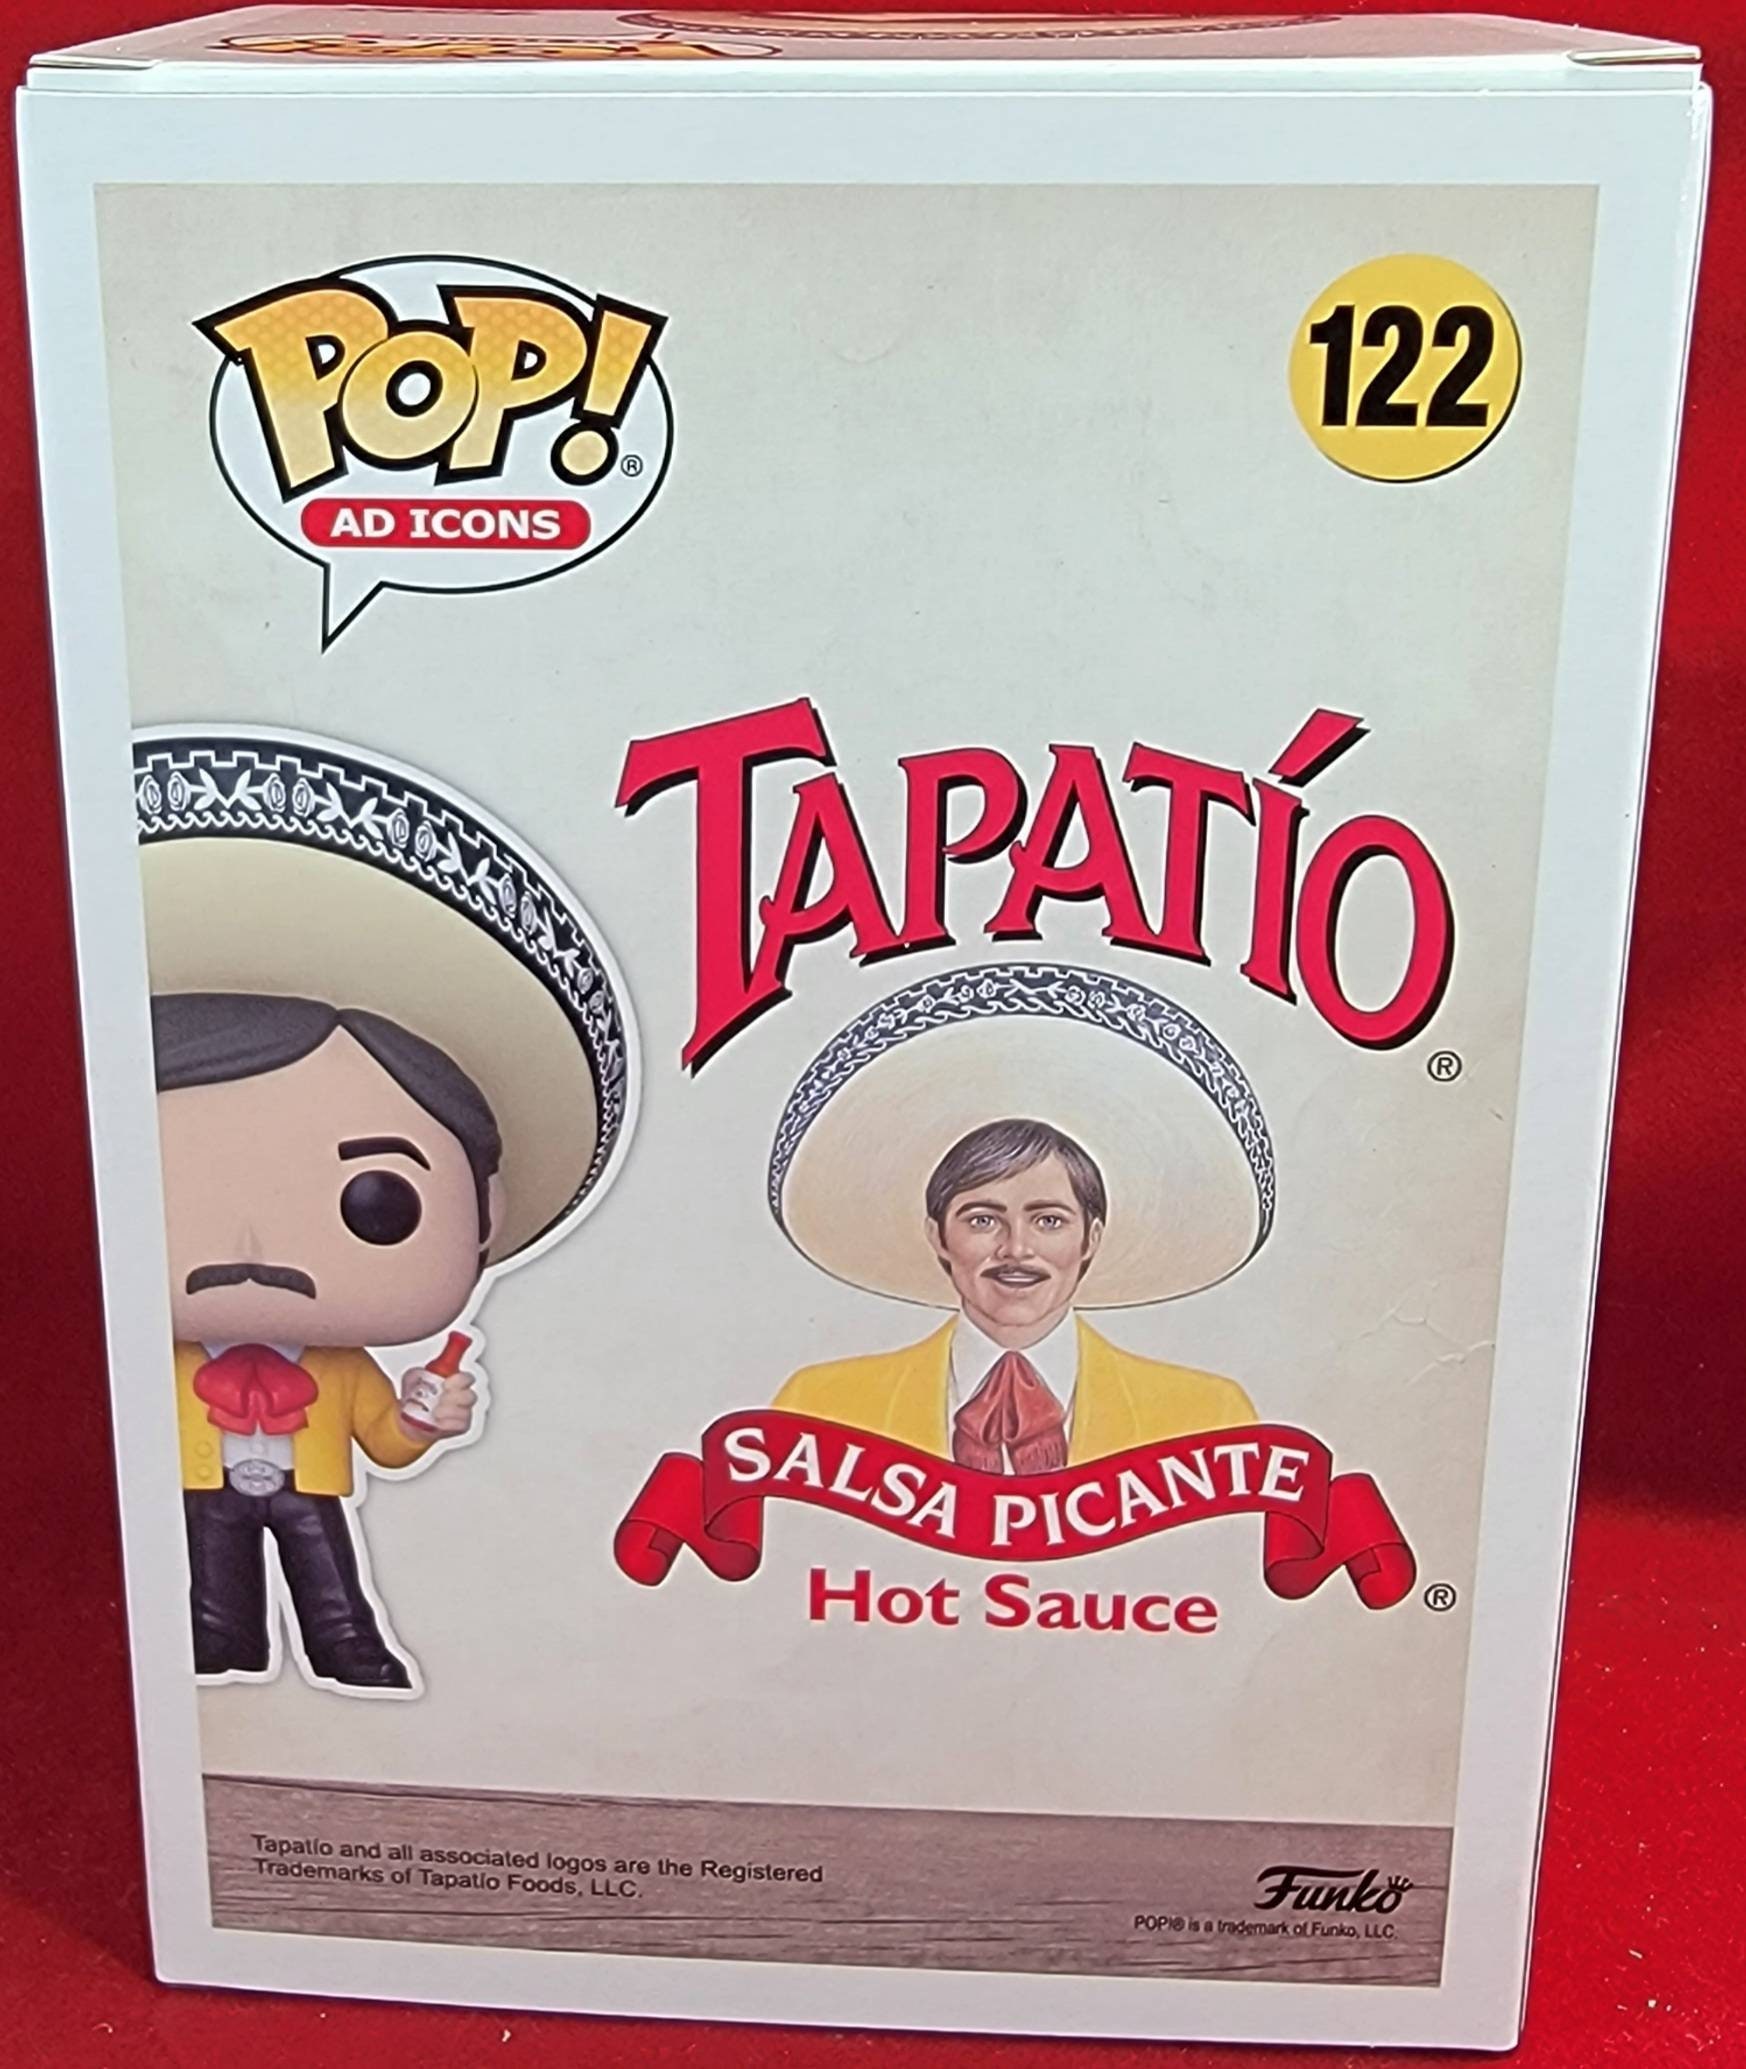 POP!®
AD ICONS
122
TAPATÍO
®
SALSA PICANTE
®
Hot Sauce
Tapatío and all associated logos are the Registered
Trademarks of Tapatío Foods, LLC.
Funko
POP!® is a trademark of Funko, LLC.